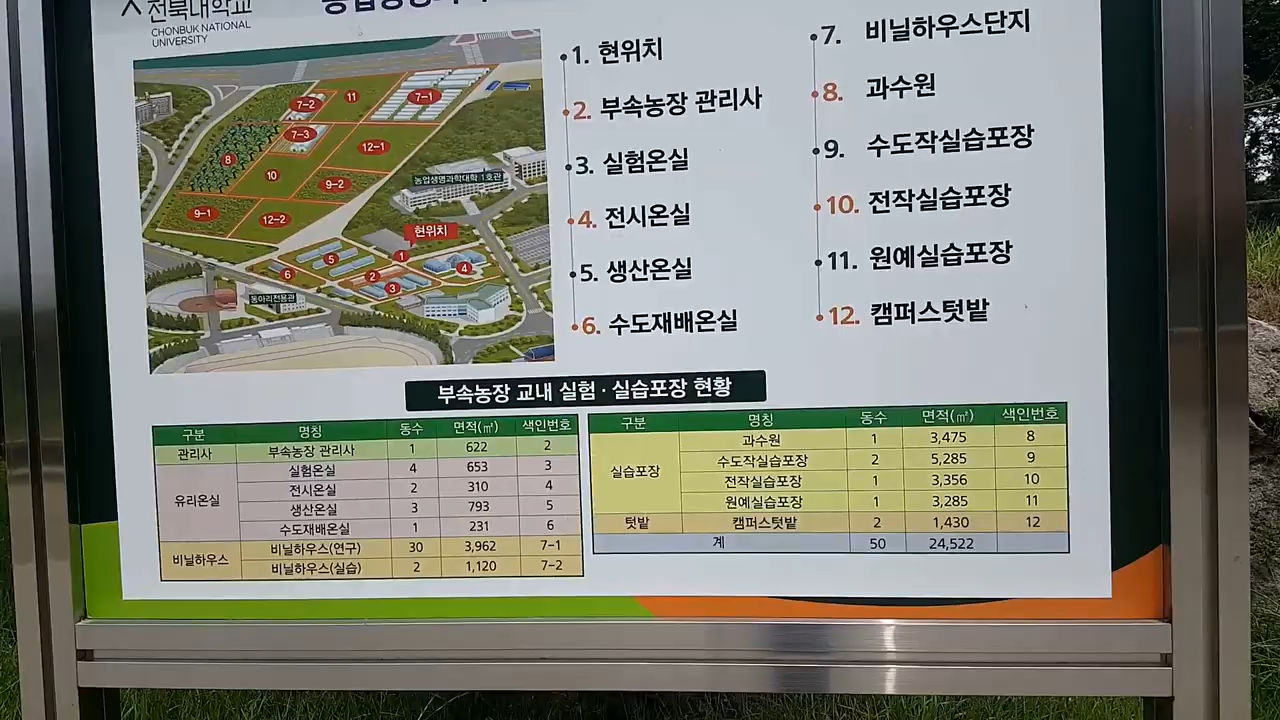 전북대학교
CHONBUK NATIONAL
UNIVERSITY
1. 현위치
2. 부속농장 관리사
3. 실험온실
4. 전시온실
5. 생산온실
6. 수도재배온실
7. 비닐하우스단지
8. 과수원
9. 수도작실습포장
10. 전작실습포장
11. 원예실습포장
12. 캠퍼스텃밭
7-2
11
7-1
7-3
8
12-1
10
9-2
농업생명과학대학 1호관
9-1
12-2
현위치
1
5
4
6
2
3
동아리전용관
부속농장 교내 실험·실습포장 현황
구분 명칭 동수 면적(㎡) 색인번호
관리사 부속농장 관리사 1 622 2
유리온실 실험온실 4 653 3
전시온실 2 310 4
생산온실 3 793 5
수도재배온실 1 231 6
비닐하우스 비닐하우스(연구) 30 3,962 7-1
비닐하우스(실습) 2 1,120 7-2
구분 명칭 동수 면적(㎡) 색인번호
실습포장 과수원 1 3,475 8
수도작실습포장 2 5,285 9
전작실습포장 1 3,356 10
원예실습포장 1 3,285 11
텃밭 캠퍼스텃밭 2 1,430 12
계 50 24,522